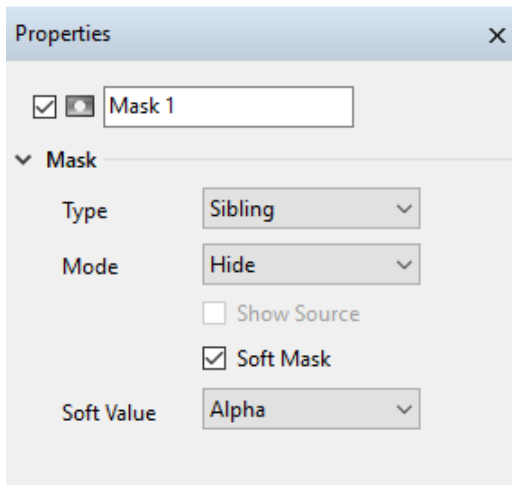 Properties
Mask 1
Mask
Type Sibling
Mode Hide
Show Source
Soft Mask
Soft Value Alpha